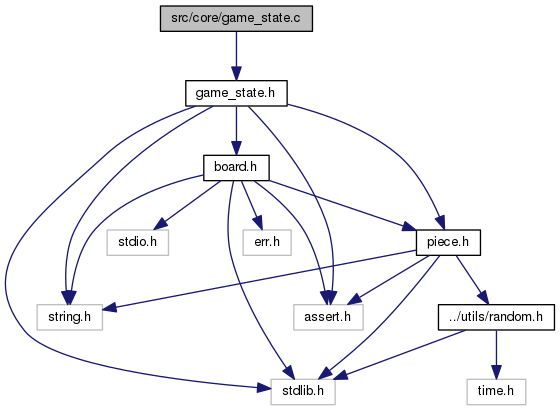 src/core/game_state.c
game_state.h
board.h
stdio.h
err.h
piece.h
string.h
assert.h
../utils/random.h
stdlib.h
time.h